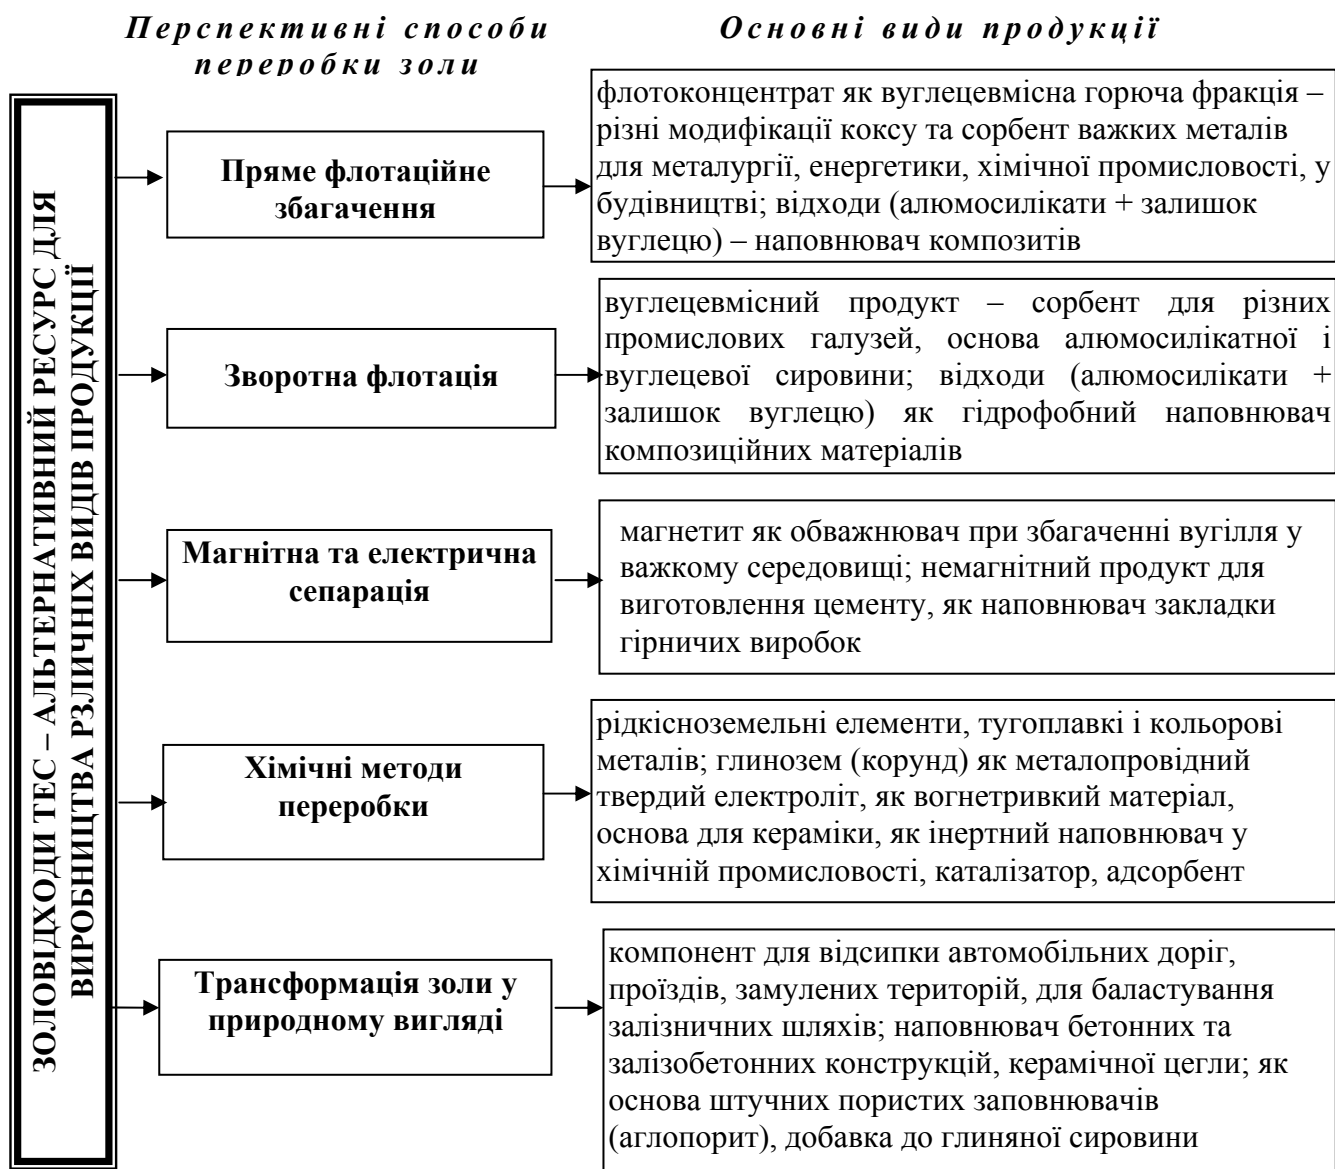 Перспективні способи
переробки золи
Основні види продукції
ЗОЛОВІДХОДИ ТЕС – АЛЬТЕРНАТИВНИЙ РЕСУРС ДЛЯ
ВИРОБНИЦТВА РЗЛИЧНІХ ВИДІВ ПРОДУКЦІЇ
Пряме флотаційне
збагачення
флотоконцентрат як вуглецевмісна горюча фракція –
різні модифікації коксу та сорбент важких металів
для металургії, енергетики, хімічної промисловості, у
будівництві; відходи (алюмосилікати + залишок
вуглецю) – наповнювач композитів
Зворотна флотація
вуглецевмісний продукт – сорбент для різних
промислових галузей, основа алюмосилікатної і
вуглецевої сировини; відходи (алюмосилікати +
залишок вуглецю) як гідрофобний наповнювач
композиційних матеріалів
Магнітна та електрична
сепарація
магнетит як обважнювач при збагаченні вугілля у
важкому середовищі; немагнітний продукт для
виготовлення цементу, як наповнювач закладки
гірничих виробок
Хімічні методи
переробки
рідкісноземельні елементи, тугоплавкі і кольорові
металів; глинозем (корунд) як металопровідний
твердий електроліт, як вогнетривкий матеріал,
основа для кераміки, як інертний наповнювач у
хімічній промисловості, каталізатор, адсорбент
Трансформація золи у
природному вигляді
компонент для відсипки автомобільних доріг,
проїздів, замулених територій, для баластування
залізничних шляхів; наповнювач бетонних та
залізобетонних конструкцій, керамічної цегли; як
основа штучних пористих заповнювачів
(аглопорит), добавка до глиняної сировини